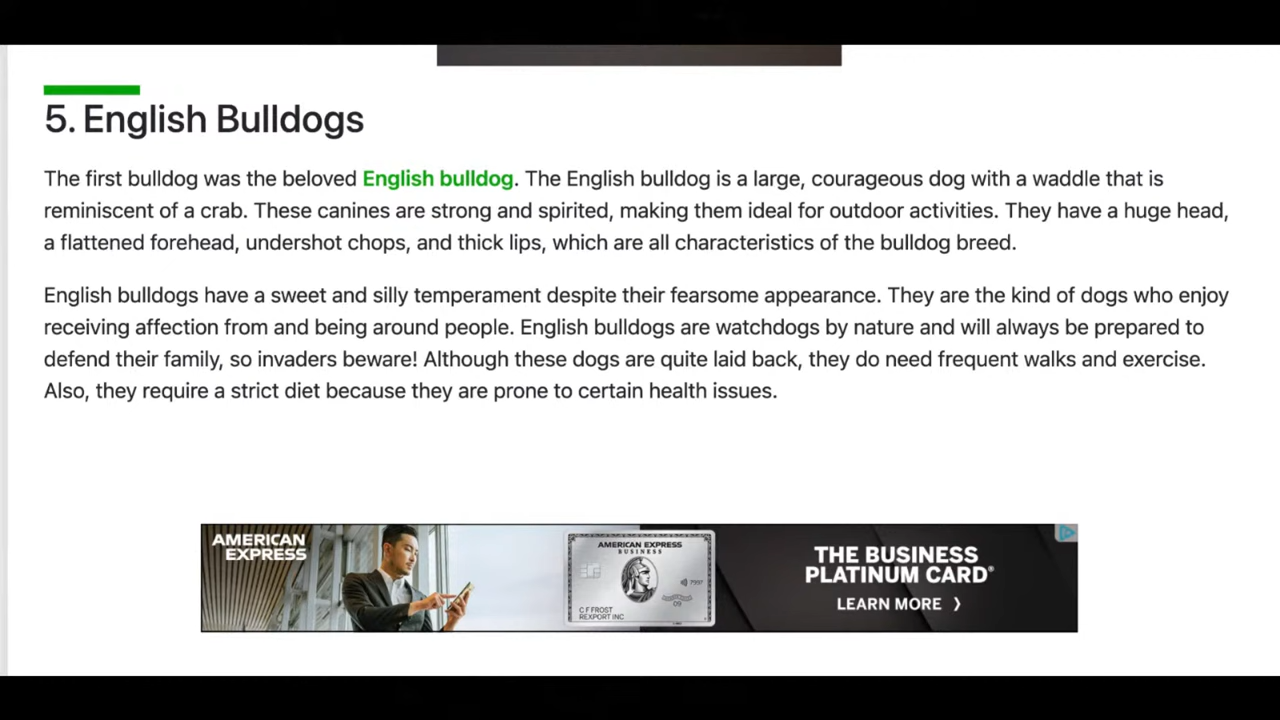 5. English Bulldogs
The first bulldog was the beloved English bulldog. The English bulldog is a large, courageous dog with a waddle that is
reminiscent of a crab. These canines are strong and spirited, making them ideal for outdoor activities. They have a huge head,
a flattened forehead, undershot chops, and thick lips, which are all characteristics of the bulldog breed.
English bulldogs have a sweet and silly temperament despite their fearsome appearance. They are the kind of dogs who enjoy
receiving affection from and being around people. English bulldogs are watchdogs by nature and will always be prepared to
defend their family, so invaders beware! Although these dogs are quite laid back, they do need frequent walks and exercise.
Also, they require a strict diet because they are prone to certain health issues.
AMERICAN
EXPRESS
AMERICAN EXPRESS
BUSINESS
7997
09
C F FROST
REXPORT INC
THE BUSINESS
PLATINUM CARD®
LEARN MORE ❯